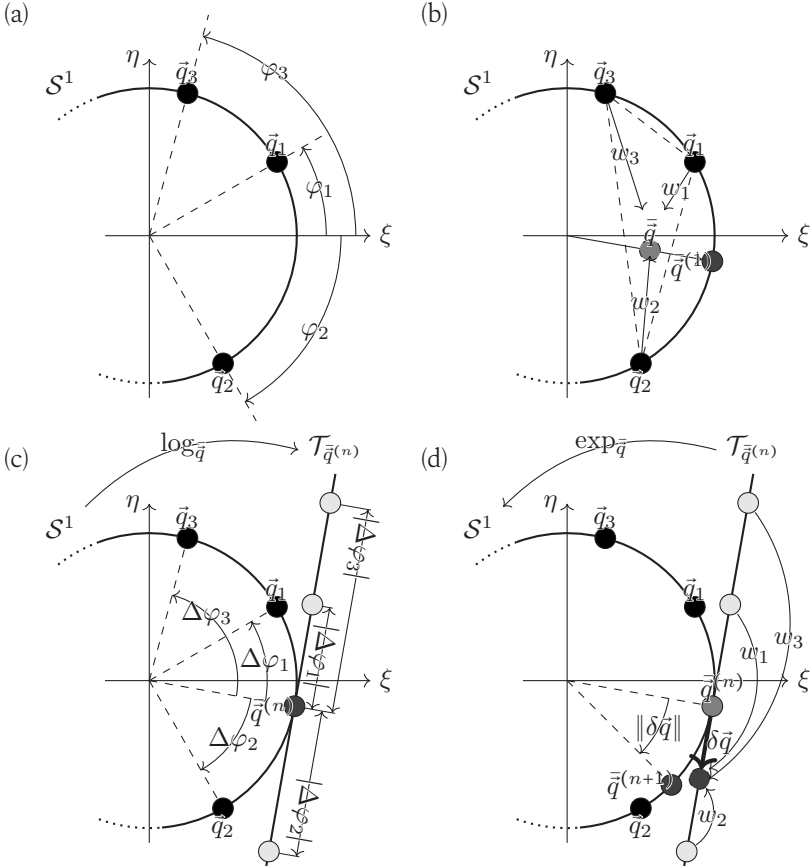 (a)
η
S¹
q⃗₃
φ₃
q⃗₁
φ₁
ξ
φ₂
q⃗₂
(b)
η
S¹
q⃗₃
q⃗₁
w₃
w₁
q̄⃗
ξ
q̄⃗⁽¹⁾
w₂
q⃗₂
(c)
log_q̄⃗
T_q̄⃗⁽ⁿ⁾
S¹
η
q⃗₃
|Δφ₃|
q⃗₁
Δφ₃
Δφ₁
|Δφ₁|
ξ
q̄⃗⁽ⁿ⁾
Δφ₂
|Δφ₂|
q⃗₂
(d)
exp_q̄⃗
T_q̄⃗⁽ⁿ⁾
S¹
η
q⃗₃
q⃗₁
w₃
w₁
ξ
q̄⃗⁽ⁿ⁾
‖δq̄⃗‖
δq̄⃗
q̄⃗⁽ⁿ⁺¹⁾
w₂
q⃗₂